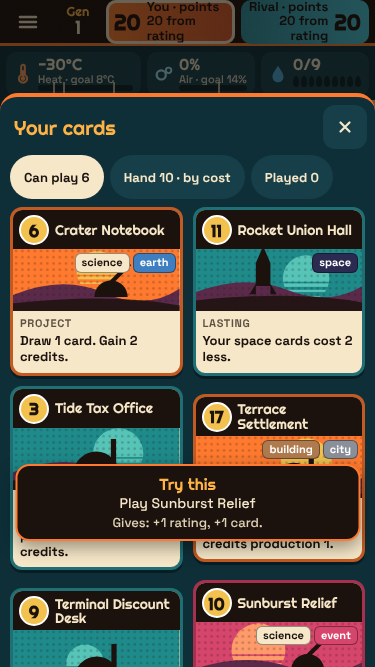 Gen
1
20
You · points
20 from
rating
Rival · points
20 from
rating
20
−30°C
Heat · goal 8°C
0%
Air · goal 14%
0/9
Your cards
✕
Can play 6
Hand 10 · by cost
Played 0
6
Crater Notebook
science
earth
PROJECT
Draw 1 card. Gain 2
credits.
11
Rocket Union Hall
space
LASTING
Your space cards cost 2
less.
3
Tide Tax Office
credits.
17
Terrace
Settlement
building
city
credits production 1.
Try this
Play Sunburst Relief
Gives: +1 rating, +1 card.
9
Terminal Discount
Desk
10
Sunburst Relief
science
event